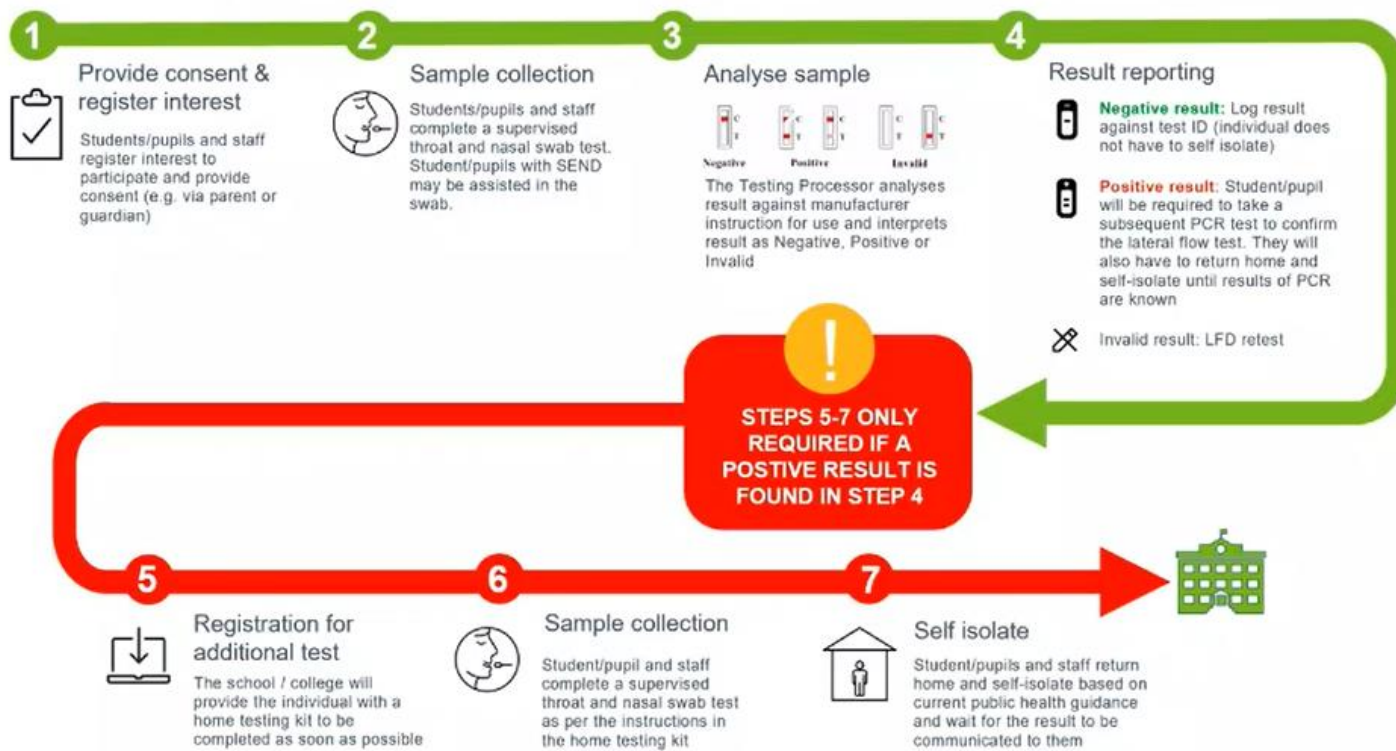 1
Provide consent &
register interest
Students/pupils and staff
register interest to
participate and provide
consent (e.g. via parent or
guardian)
2
Sample collection
Students/pupils and staff
complete a supervised
throat and nasal swab test.
Student/pupils with SEND
may be assisted in the
swab.
3
Analyse sample
C
T
C
T
C
T
C
T
Negative
Positive
Invalid
The Testing Processor analyses
result against manufacturer
instruction for use and interprets
result as Negative, Positive or
Invalid
4
Result reporting
Negative result: Log result
against test ID (individual does
not have to self isolate)
Positive result: Student/pupil
will be required to take a
subsequent PCR test to confirm
the lateral flow test. They will
also have to return home and
self-isolate until results of PCR
are known
Invalid result: LFD retest
!
STEPS 5-7 ONLY
REQUIRED IF A
POSTIVE RESULT IS
FOUND IN STEP 4
5
Registration for
additional test
The school / college will
provide the individual with a
home testing kit to be
completed as soon as possible
6
Sample collection
Student/pupil and staff
complete a supervised
throat and nasal swab test
as per the instructions in
the home testing kit
7
Self isolate
Student/pupils and staff return
home and self-isolate based on
current public health guidance
and wait for the result to be
communicated to them